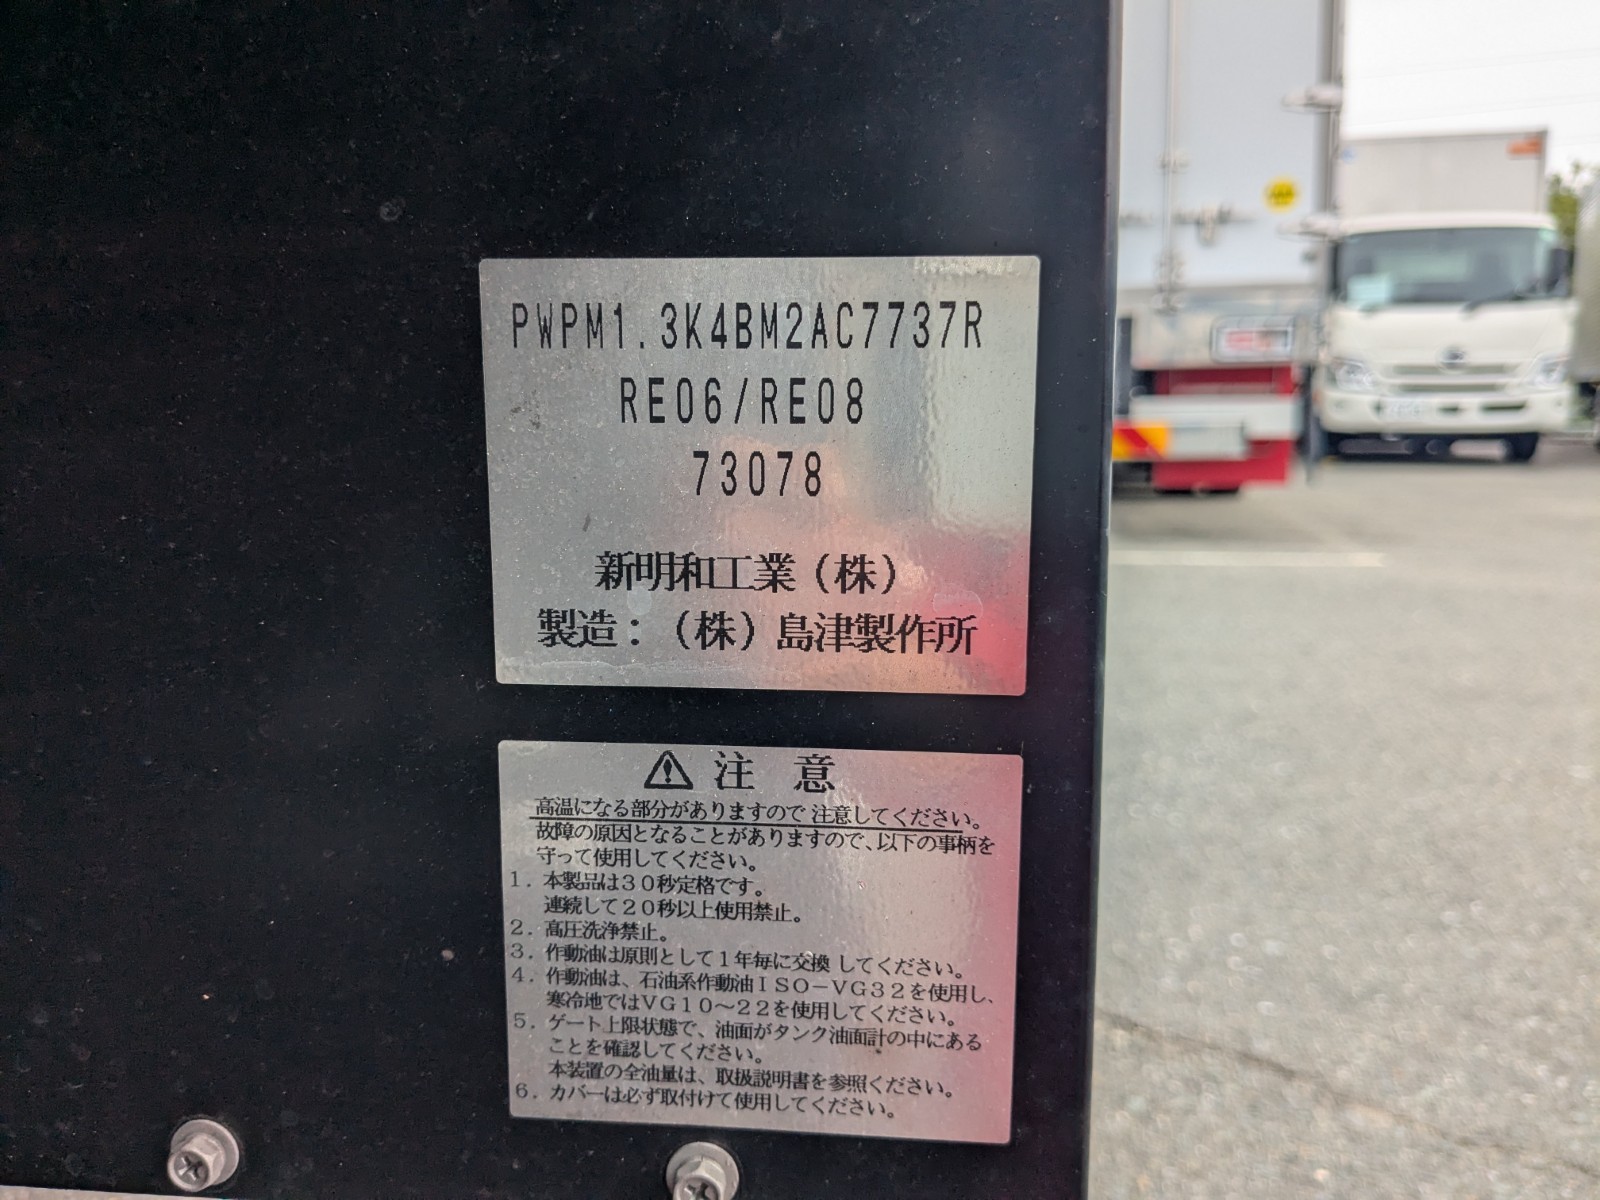 PWPM1.3K4BM2AC7737R
RE06/RE08
73078
新明和工業(株)
製造:(株)島津製作所
⚠注 意
高温になる部分がありますので 注意してください。
故障の原因となることがありますので、以下の事柄を
守って使用してください。
1. 本製品は30秒定格です。
連続して20秒以上使用禁止。
2. 高圧洗浄禁止。
3. 作動油は原則として1年毎に交換 してください。
4. 作動油は、石油系作動油ISO-VG32を使用し、
寒冷地ではVG10~22を使用してください。
5. ゲート上限状態で、油面がタンク油面計の中にある
ことを確認してください。
本装置の全油量は、取扱説明書を参照ください。
6. カバーは必ず取付けて使用してください。